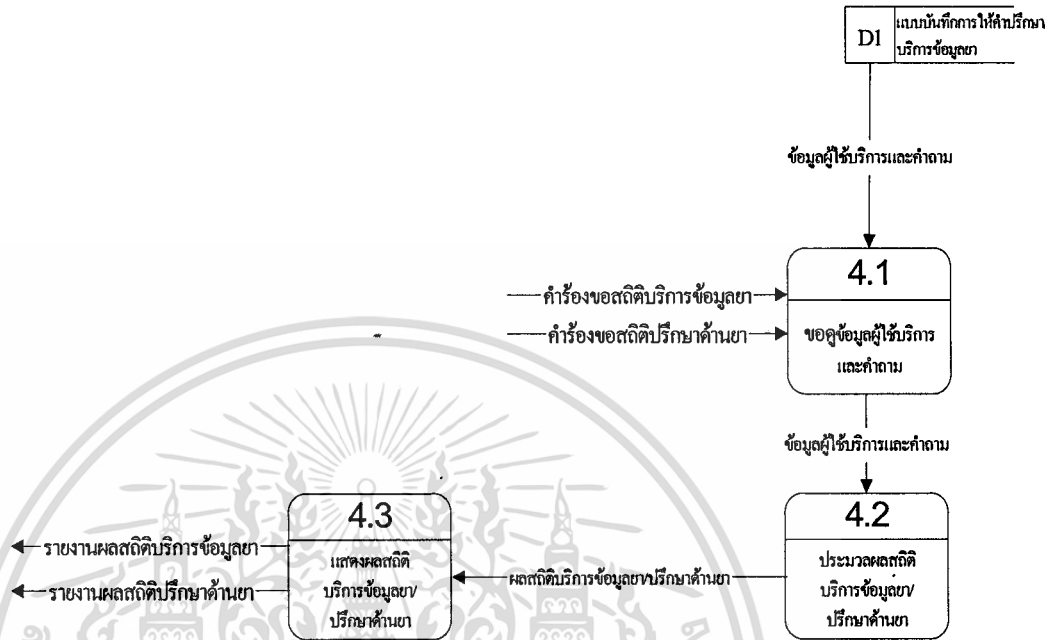 D1
แบบบันทึกการให้คำปรึกษา
บริการข้อมูลยา
ข้อมูลผู้ใช้บริการและคำถาม
4.1
คำร้องขอสถิติบริการข้อมูลยา
คำร้องขอสถิติปรึกษาด้านยา
ขอดูข้อมูลผู้ใช้บริการ
และคำถาม
ข้อมูลผู้ใช้บริการและคำถาม
4.3
4.2
รายงานผลสถิติบริการข้อมูลยา
รายงานผลสถิติปรึกษาด้านยา
แสดงผลสถิติ
บริการข้อมูลยา/
ปรึกษาด้านยา
ผลสถิติบริการข้อมูลยา/ปรึกษาด้านยา
ประมวลผลสถิติ
บริการข้อมูลยา/
ปรึกษาด้านยา